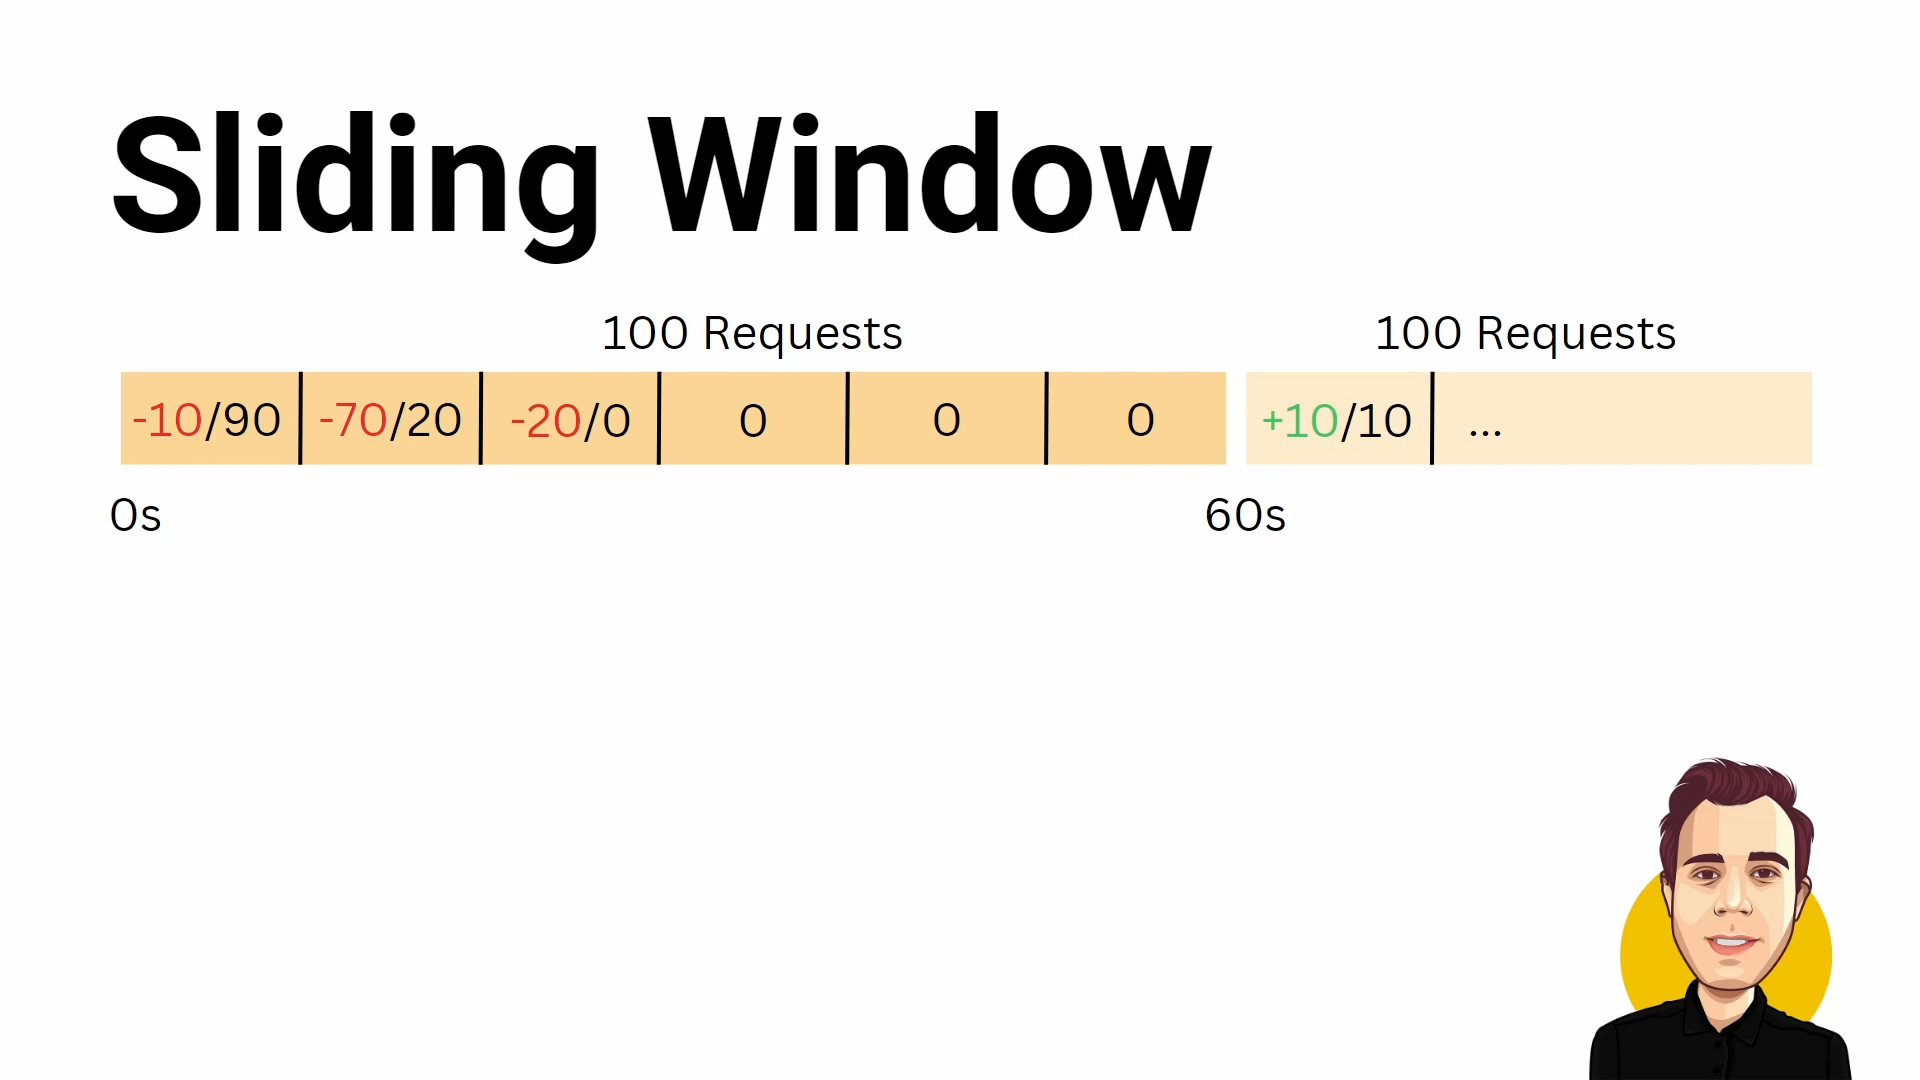 Sliding Window
100 Requests 100 Requests
-10/90 -70/20 -20/0 0 0 0 +10/10 ...
0s 60s